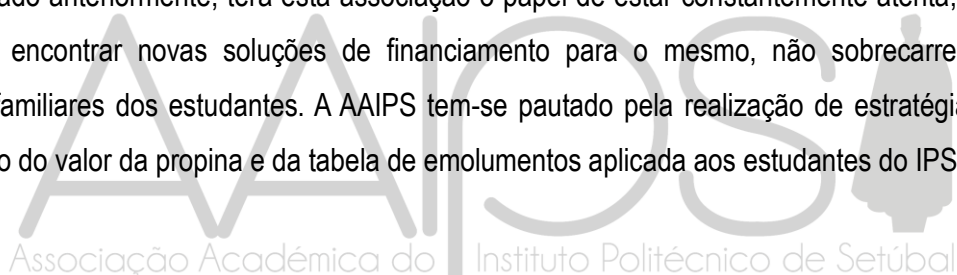 ado anteriormente, terá esta associação o papel de estar constantemente atenta,
encontrar novas soluções de financiamento para o mesmo, não sobrecarre
familiares dos estudantes. A AAIPS tem-se pautado pela realização de estratégi
o do valor da propina e da tabela de emolumentos aplicada aos estudantes do IPS
AAIPS
Associação Académica do Instituto Politécnico de Setúbal